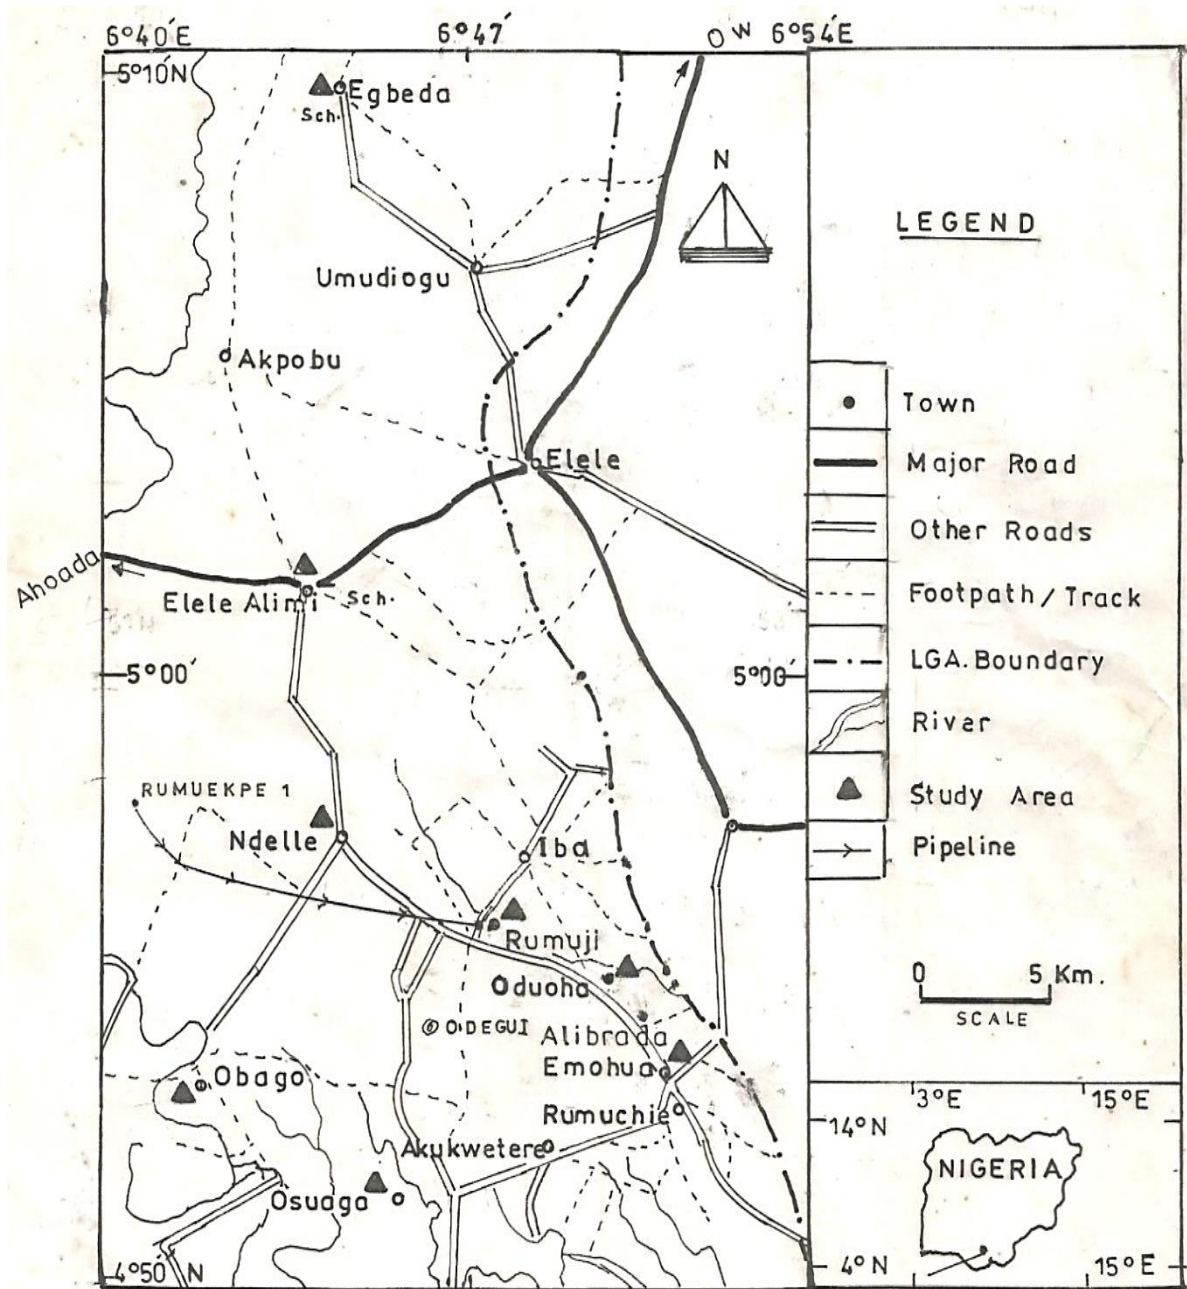 6°40′E
6°47′
O W
6°54′E
5°10′N
Egbeda
Sch.
N
LEGEND
Umudiogu
Akpobu
Town
Elele
Major Road
Other Roads
Ahoada
Elele Alimi
Sch.
Footpath / Track
5°00′
5°00′
LGA. Boundary
River
RUMUEKPE 1
Study Area
Ndelle
Iba
Pipeline
Rumuji
Oduoha
0 5 Km.
SCALE
ODEGUI
Alibrada
Emohua
Obago
Rumuchie
3°E 15°E
14°N
Akukwetere
NIGERIA
Osuaga
4°50′N
4°N
15°E